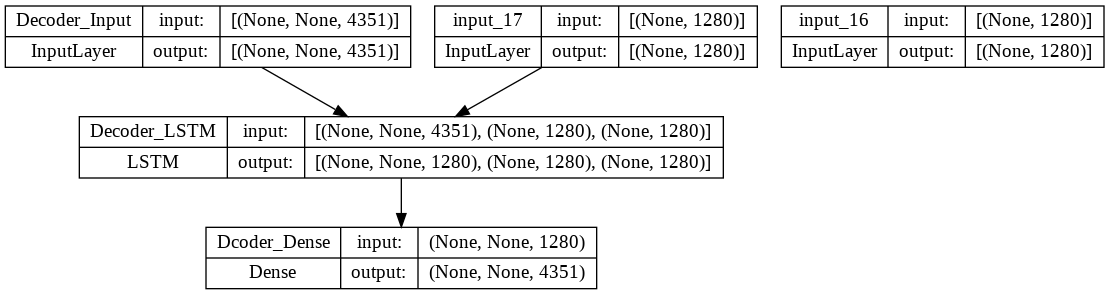 Decoder_Input input: [(None, None, 4351)]
InputLayer output: [(None, None, 4351)]
input_17 input: [(None, 1280)]
InputLayer output: [(None, 1280)]
input_16 input: [(None, 1280)]
InputLayer output: [(None, 1280)]
Decoder_LSTM input: [(None, None, 4351), (None, 1280), (None, 1280)]
LSTM output: [(None, None, 1280), (None, 1280), (None, 1280)]
Dcoder_Dense input: (None, None, 1280)
Dense output: (None, None, 4351)